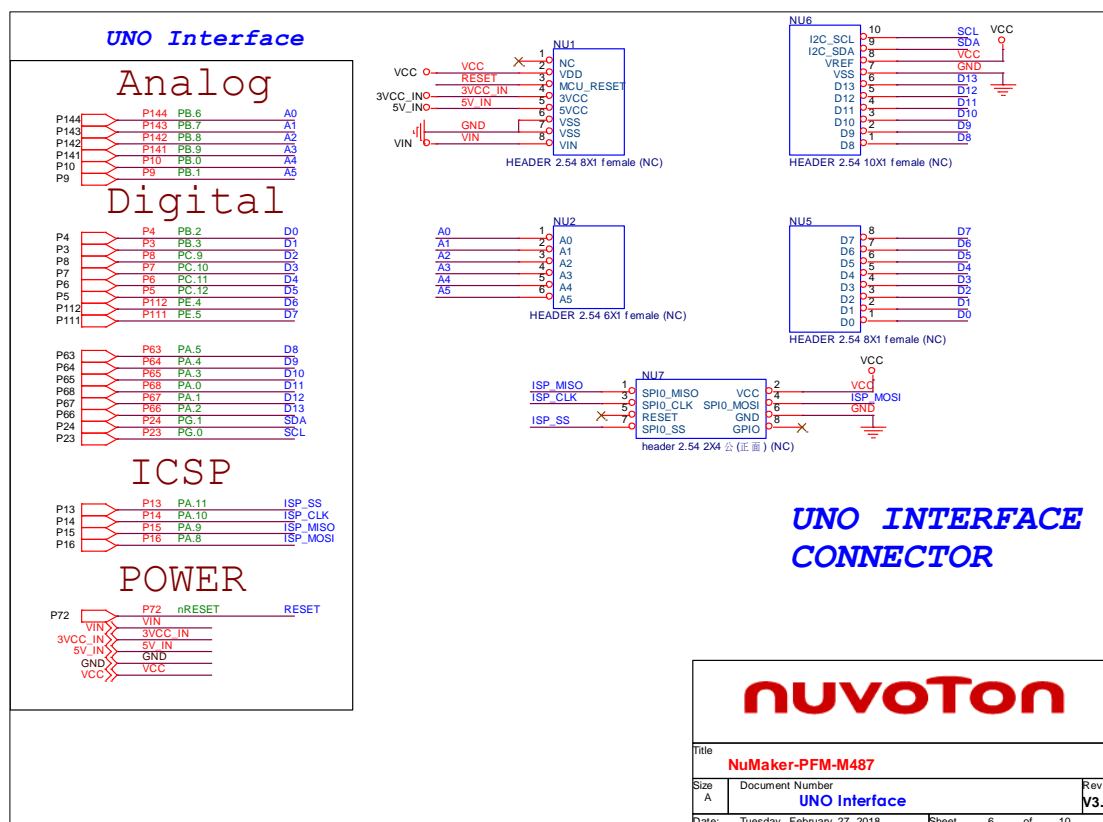 UNO Interface
Analog
P144 P144 PB.6 A0
P143 P143 PB.7 A1
P142 P142 PB.8 A2
P141 P141 PB.9 A3
P10 P10 PB.0 A4
P9 P9 PB.1 A5
Digital
P4 P4 PB.2 D0
P3 P3 PB.3 D1
P8 P8 PC.9 D2
P7 P7 PC.10 D3
P6 P6 PC.11 D4
P5 P5 PC.12 D5
P112 P112 PE.4 D6
P111 P111 PE.5 D7
P63 P63 PA.5 D8
P64 P64 PA.4 D9
P65 P65 PA.3 D10
P68 P68 PA.0 D11
P67 P67 PA.1 D12
P66 P66 PA.2 D13
P24 P24 PG.1 SDA
P23 P23 PG.0 SCL
ICSP
P13 P13 PA.11 ISP_SS
P14 P14 PA.10 ISP_CLK
P15 P15 PA.9 ISP_MISO
P16 P16 PA.8 ISP_MOSI
POWER
P72 P72 nRESET RESET
VIN VIN
3VCC_IN 3VCC_IN
5V_IN 5V_IN
GND GND
VCC VCC
NU1
1 NC
VCC VCC 2 VDD
RESET 3 MCU_RESET
3VCC_IN 3VCC_IN 4 3VCC
5V_IN 5V_IN 5 5VCC
6 VSS
GND 7 VSS
VIN VIN 8 VIN
HEADER 2.54 8X1 female (NC)
NU6
I2C_SCL 10 SCL VCC
I2C_SDA 9 SDA
VREF 8 VCC
VSS 7 GND
D13 6 D13
D12 5 D12
D11 4 D11
D10 3 D10
D9 2 D9
D8 1 D8
HEADER 2.54 10X1 female (NC)
NU2
A0 1 A0
A1 2 A1
A2 3 A2
A3 4 A3
A4 5 A4
A5 6 A5
HEADER 2.54 6X1 female (NC)
NU5
D7 8 D7
D6 7 D6
D5 6 D5
D4 5 D4
D3 4 D3
D2 3 D2
D1 2 D1
D0 1 D0
HEADER 2.54 8X1 female (NC)
VCC
NU7
ISP_MISO 1 SPI0_MISO VCC 2 VCC
ISP_CLK 3 SPI0_CLK SPI0_MOSI 4 ISP_MOSI
5 RESET GND 6 GND
ISP_SS 7 SPI0_SS GPIO 8
header 2.54 2X4 公 (正面) (NC)
UNO INTERFACE
CONNECTOR
nuvoTon
Title
NuMaker-PFM-M487
Size Document Number Rev
A UNO Interface V3.
Date: Tuesday, February 27, 2018 Sheet 6 of 10